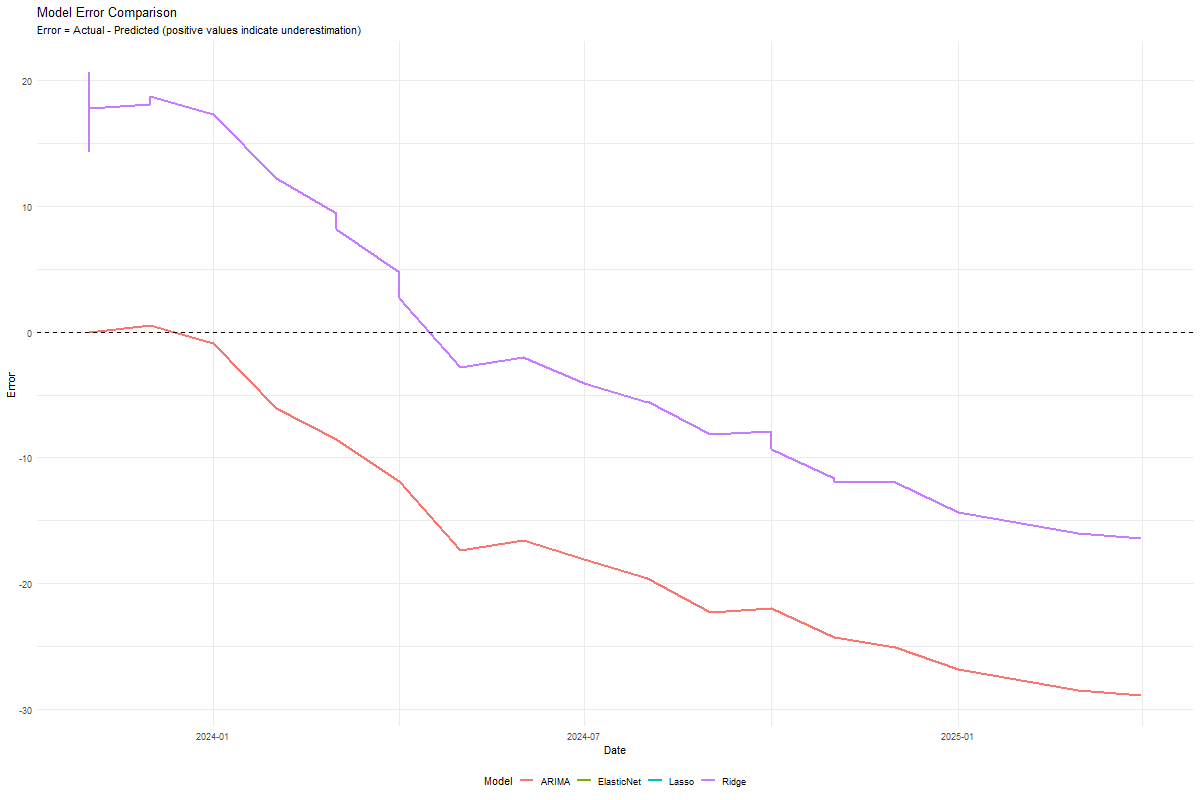 Model Error Comparison
Error = Actual - Predicted (positive values indicate underestimation)
20
10
0
-10
-20
-30
Error
2024-01
2024-07
2025-01
Date
Model ARIMA ElasticNet Lasso Ridge